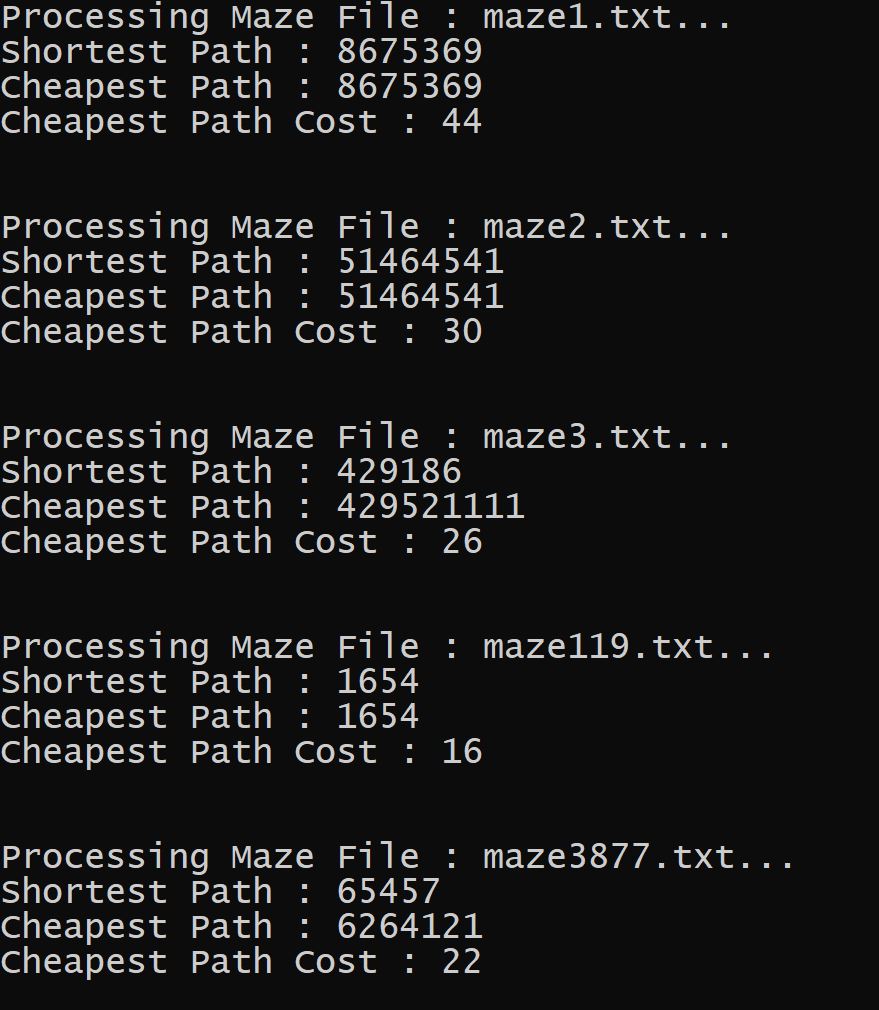 Processing Maze File : maze1.txt...
Shortest Path : 8675369
Cheapest Path : 8675369
Cheapest Path Cost : 44
Processing Maze File : maze2.txt...
Shortest Path : 51464541
Cheapest Path : 51464541
Cheapest Path Cost : 30
Processing Maze File : maze3.txt...
Shortest Path : 429186
Cheapest Path : 429521111
Cheapest Path Cost : 26
Processing Maze File : maze119.txt...
Shortest Path : 1654
Cheapest Path : 1654
Cheapest Path Cost : 16
Processing Maze File : maze3877.txt...
Shortest Path : 65457
Cheapest Path : 6264121
Cheapest Path Cost : 22